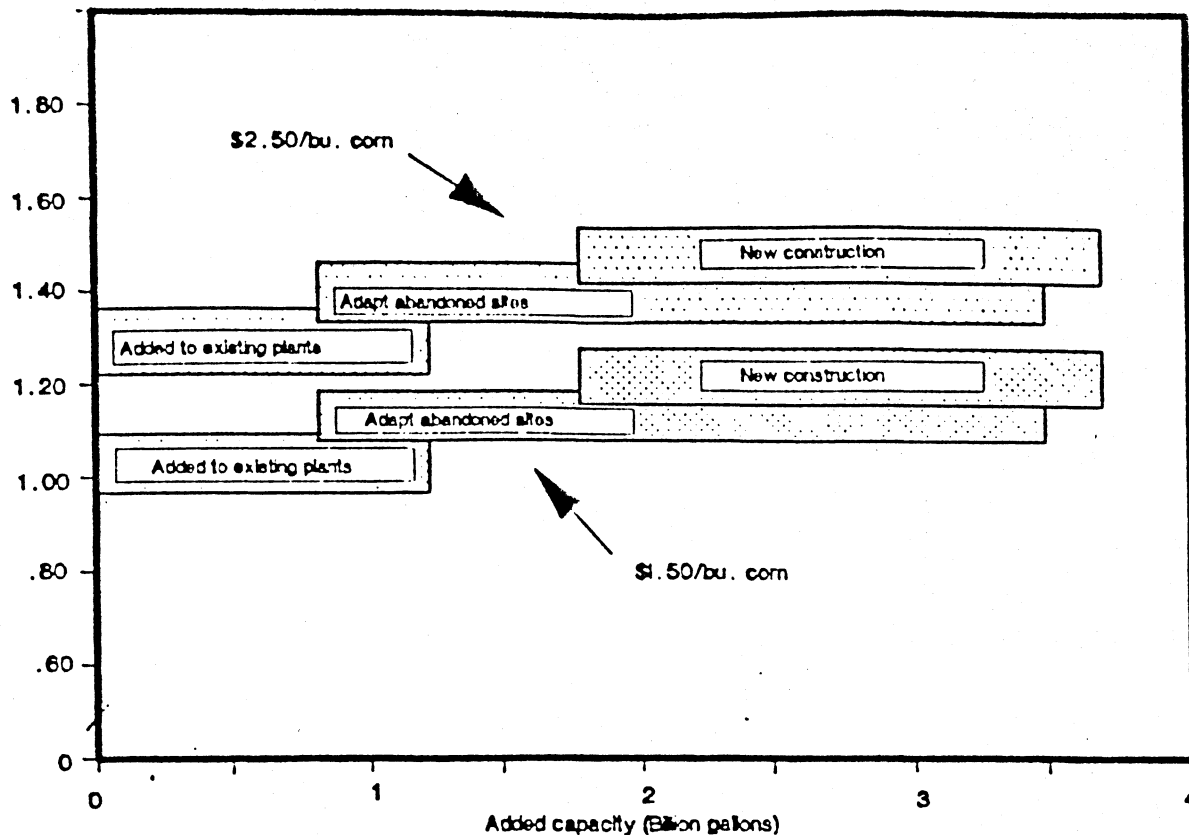 1.80
$2.50/bu. corn
1.60
New construction
1.40
Adapt abandoned sites
Added to existing plants
New construction
1.20
Adapt abandoned sites
Added to existing plants
1.00
$1.50/bu. corn
.80
.60
0
0 1 2 3 4
Added capacity (Billion gallons)